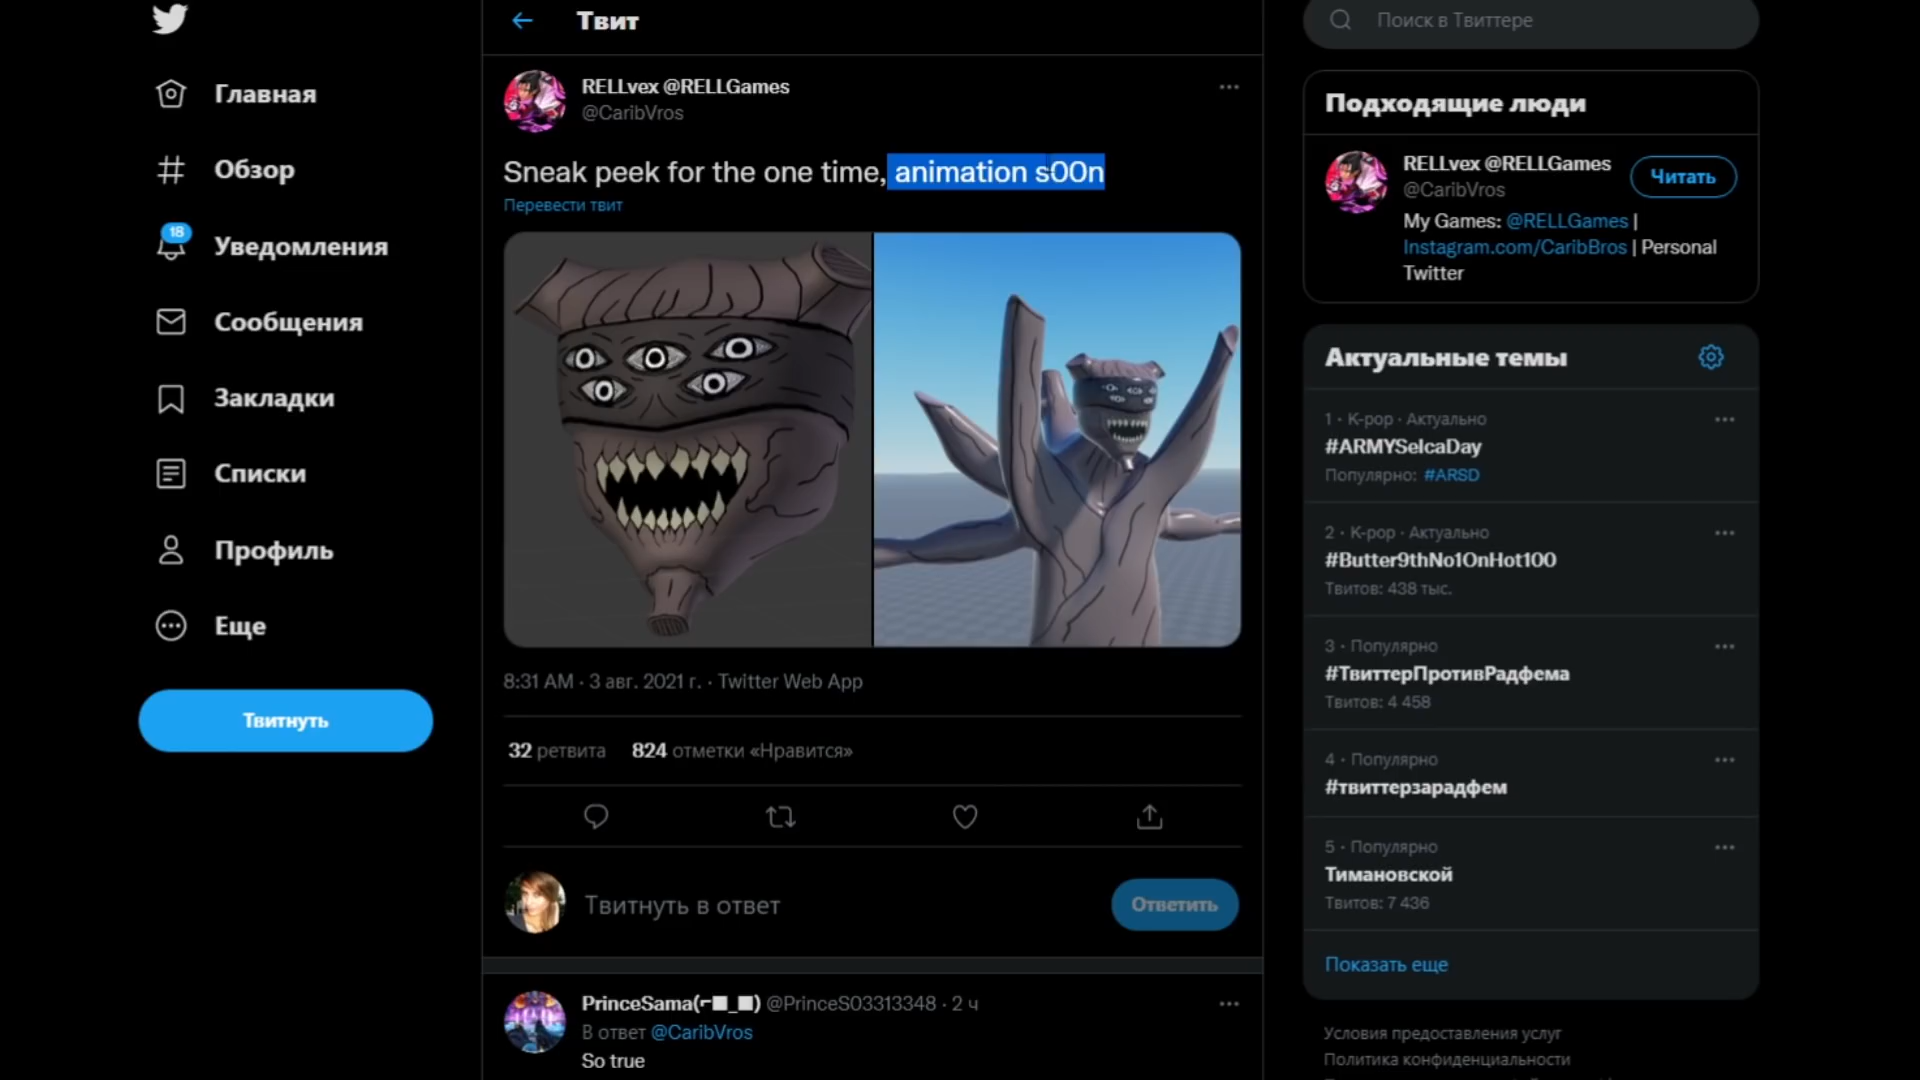 Твит
Поиск в Твиттере
Главная
Обзор
18
Уведомления
Сообщения
Закладки
Списки
Профиль
Еще
Твитнуть
RELLvex @RELLGames
@CaribVros
Sneak peek for the one time, animation s00n
Перевести твит
8:31 AM · 3 авг. 2021 г. · Twitter Web App
32 ретвита 824 отметки «Нравится»
Твитнуть в ответ
Ответить
PrinceSama(⌐■_■) @PrinceS03313348 · 2 ч
В ответ @CaribVros
So true
Подходящие люди
RELLvex @RELLGames
@CaribVros
Читать
My Games: @RELLGames |
Instagram.com/CaribBros | Personal
Twitter
Актуальные темы
1 · K-pop · Актуально
#ARMYSelcaDay
Популярно: #ARSD
2 · K-pop · Актуально
#Butter9thNo1OnHot100
Твитов: 438 тыс.
3 · Популярно
#ТвиттерПротивРадфема
Твитов: 4 458
4 · Популярно
#твиттерзарадфем
5 · Популярно
Тимановской
Твитов: 7 436
Показать еще
Условия предоставления услуг
Политика конфиденциальности